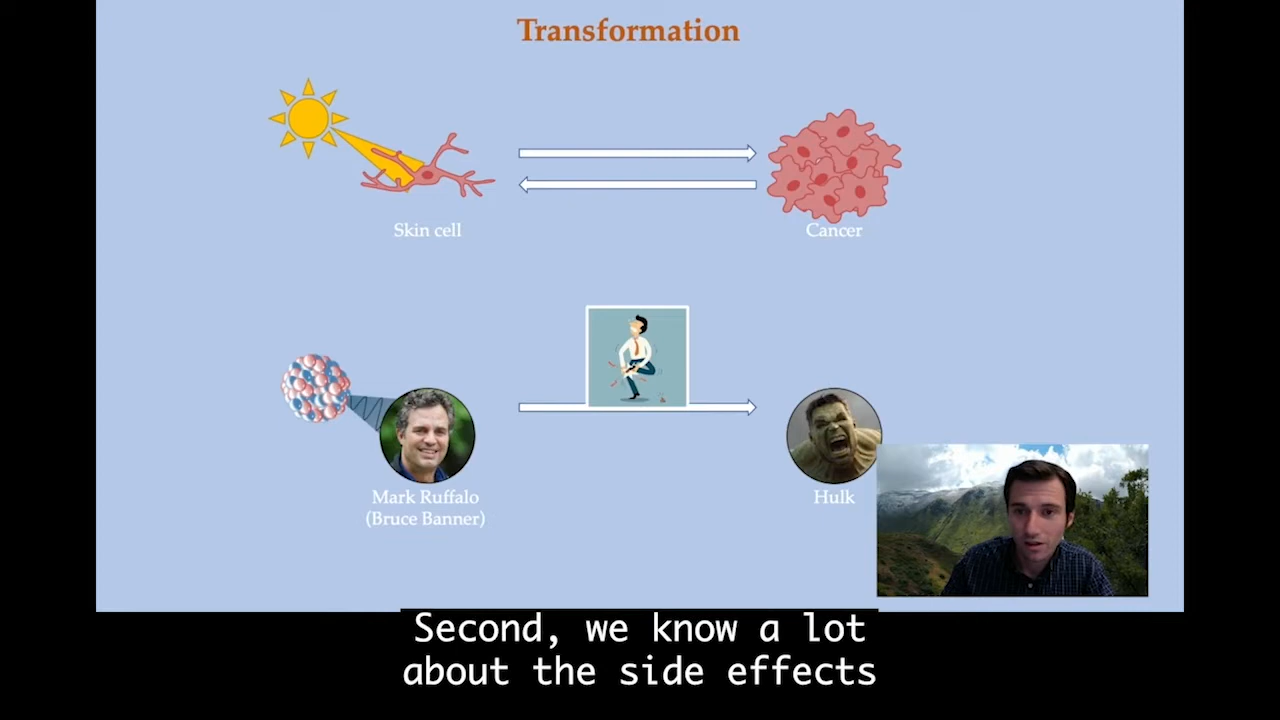 Transformation
Skin cell
Cancer
Mark Ruffalo
(Bruce Banner)
Hulk
Second, we know a lot
about the side effects